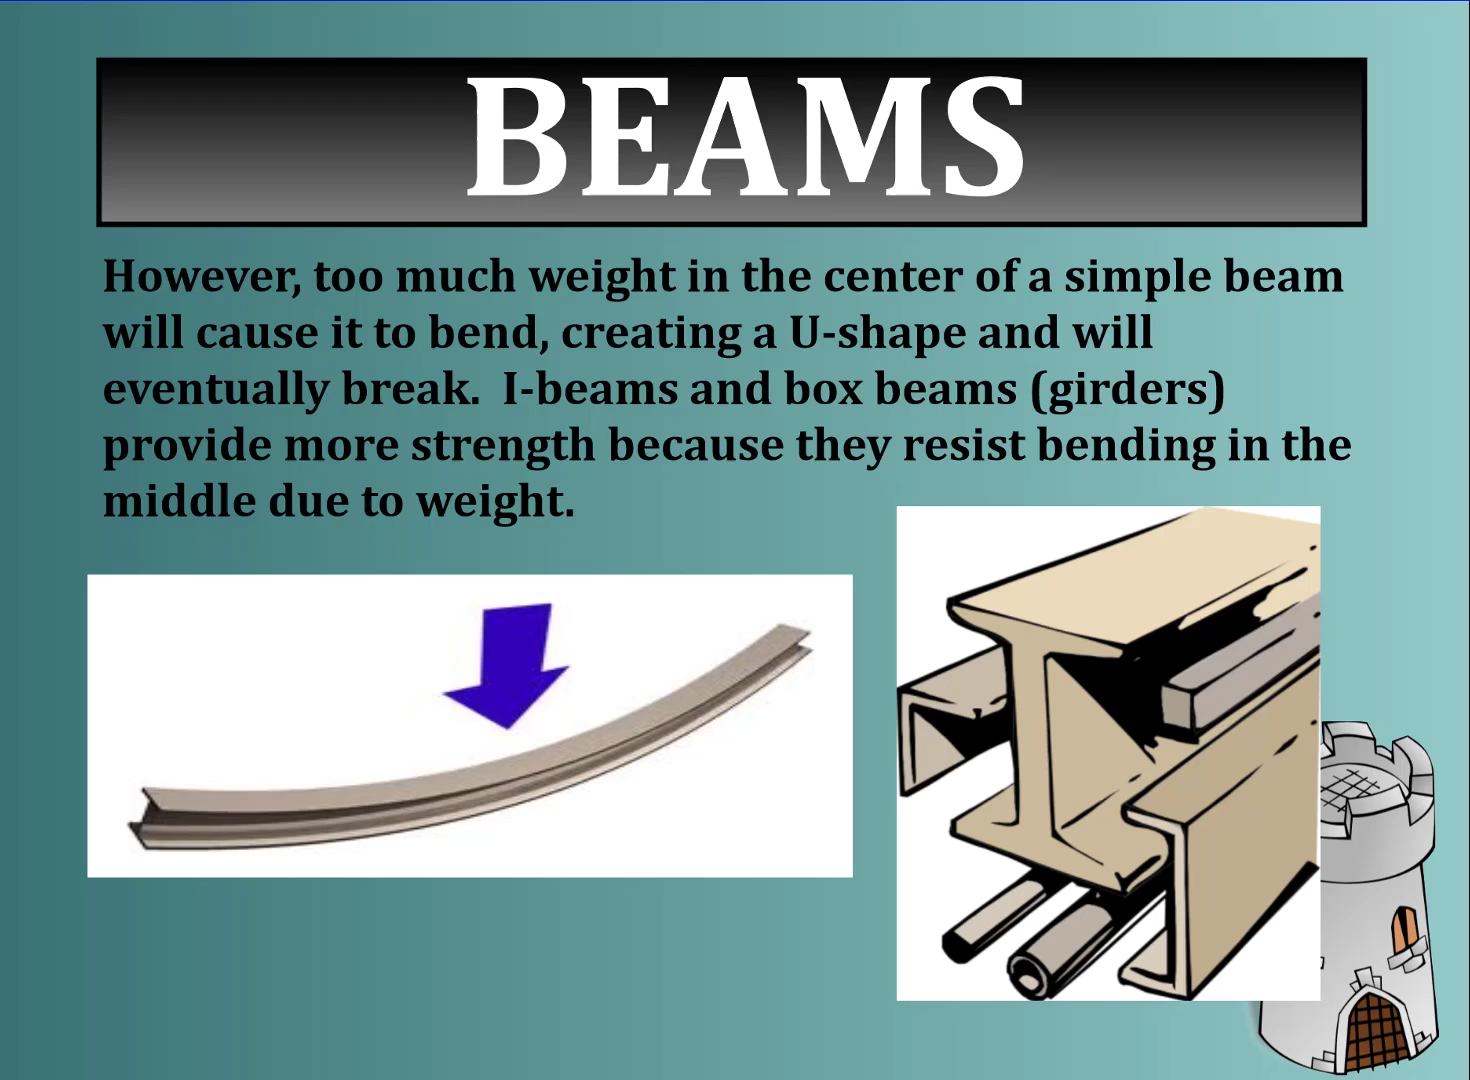 BEAMS
However, too much weight in the center of a simple beam
will cause it to bend, creating a U-shape and will
eventually break.  I-beams and box beams (girders)
provide more strength because they resist bending in the
middle due to weight.